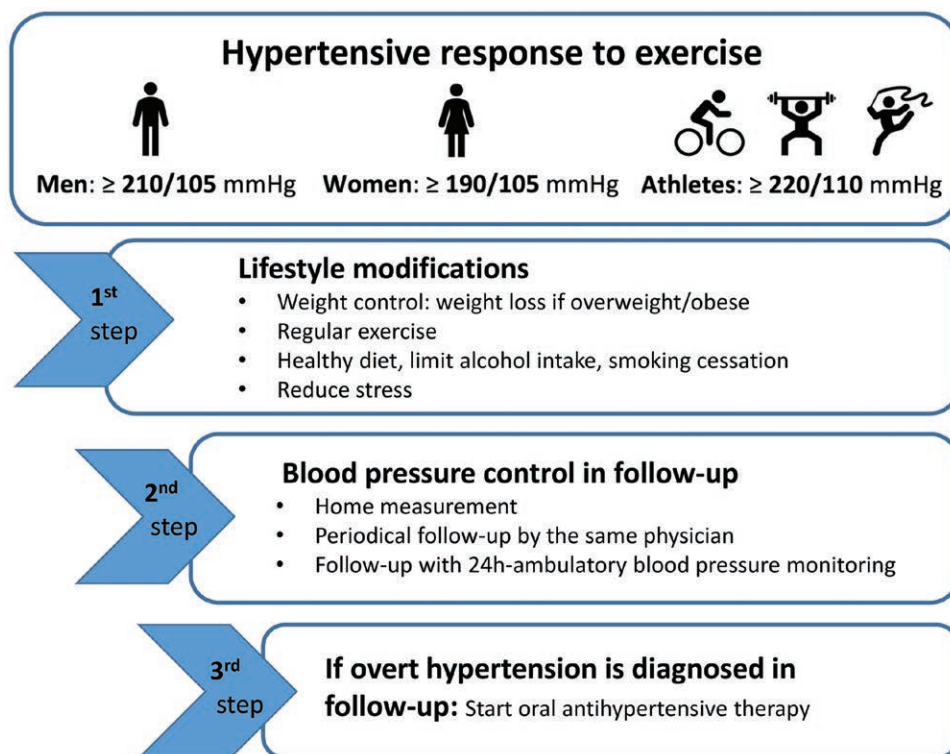 Hypertensive response to exercise
Men: ≥ 210/105 mmHg Women: ≥ 190/105 mmHg Athletes: ≥ 220/110 mmHg
1st step
Lifestyle modifications
• Weight control: weight loss if overweight/obese
• Regular exercise
• Healthy diet, limit alcohol intake, smoking cessation
• Reduce stress
2nd step
Blood pressure control in follow-up
• Home measurement
• Periodical follow-up by the same physician
• Follow-up with 24h-ambulatory blood pressure monitoring
3rd step
If overt hypertension is diagnosed in
follow-up: Start oral antihypertensive therapy